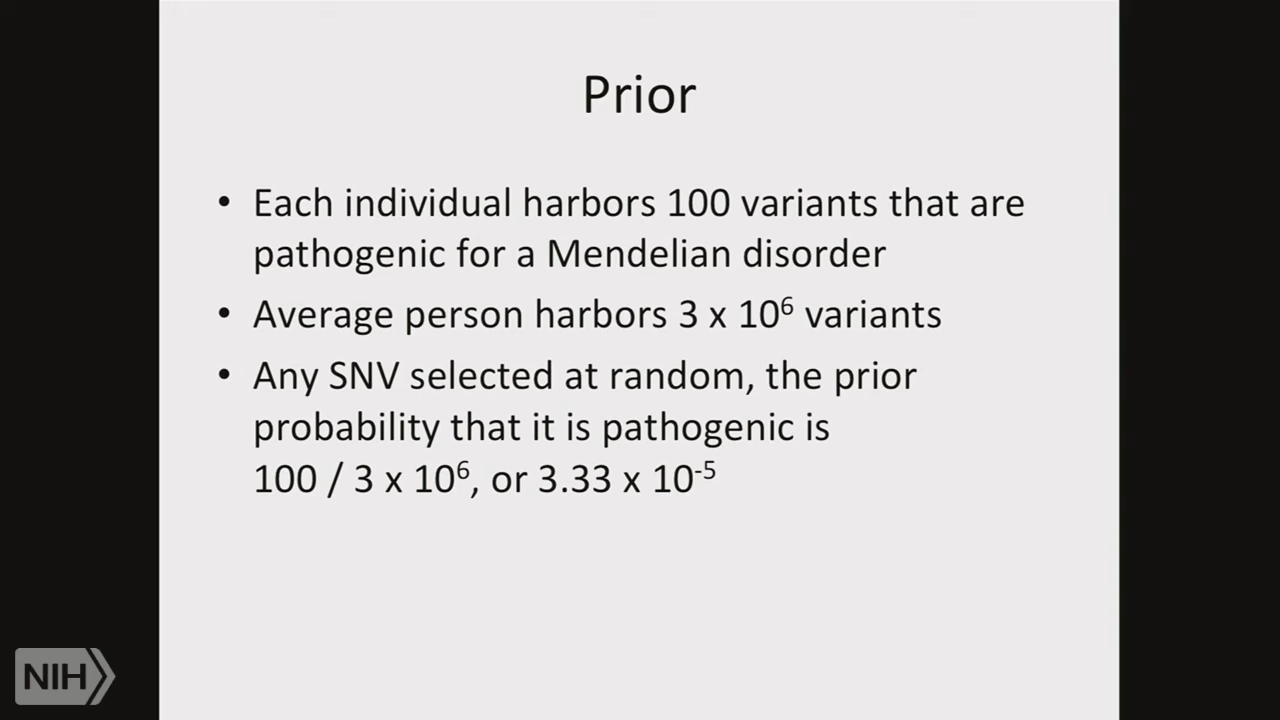 Prior
• Each individual harbors 100 variants that are
pathogenic for a Mendelian disorder
• Average person harbors 3 x 10⁶ variants
• Any SNV selected at random, the prior
probability that it is pathogenic is
100 / 3 x 10⁶, or 3.33 x 10⁻⁵
NIH